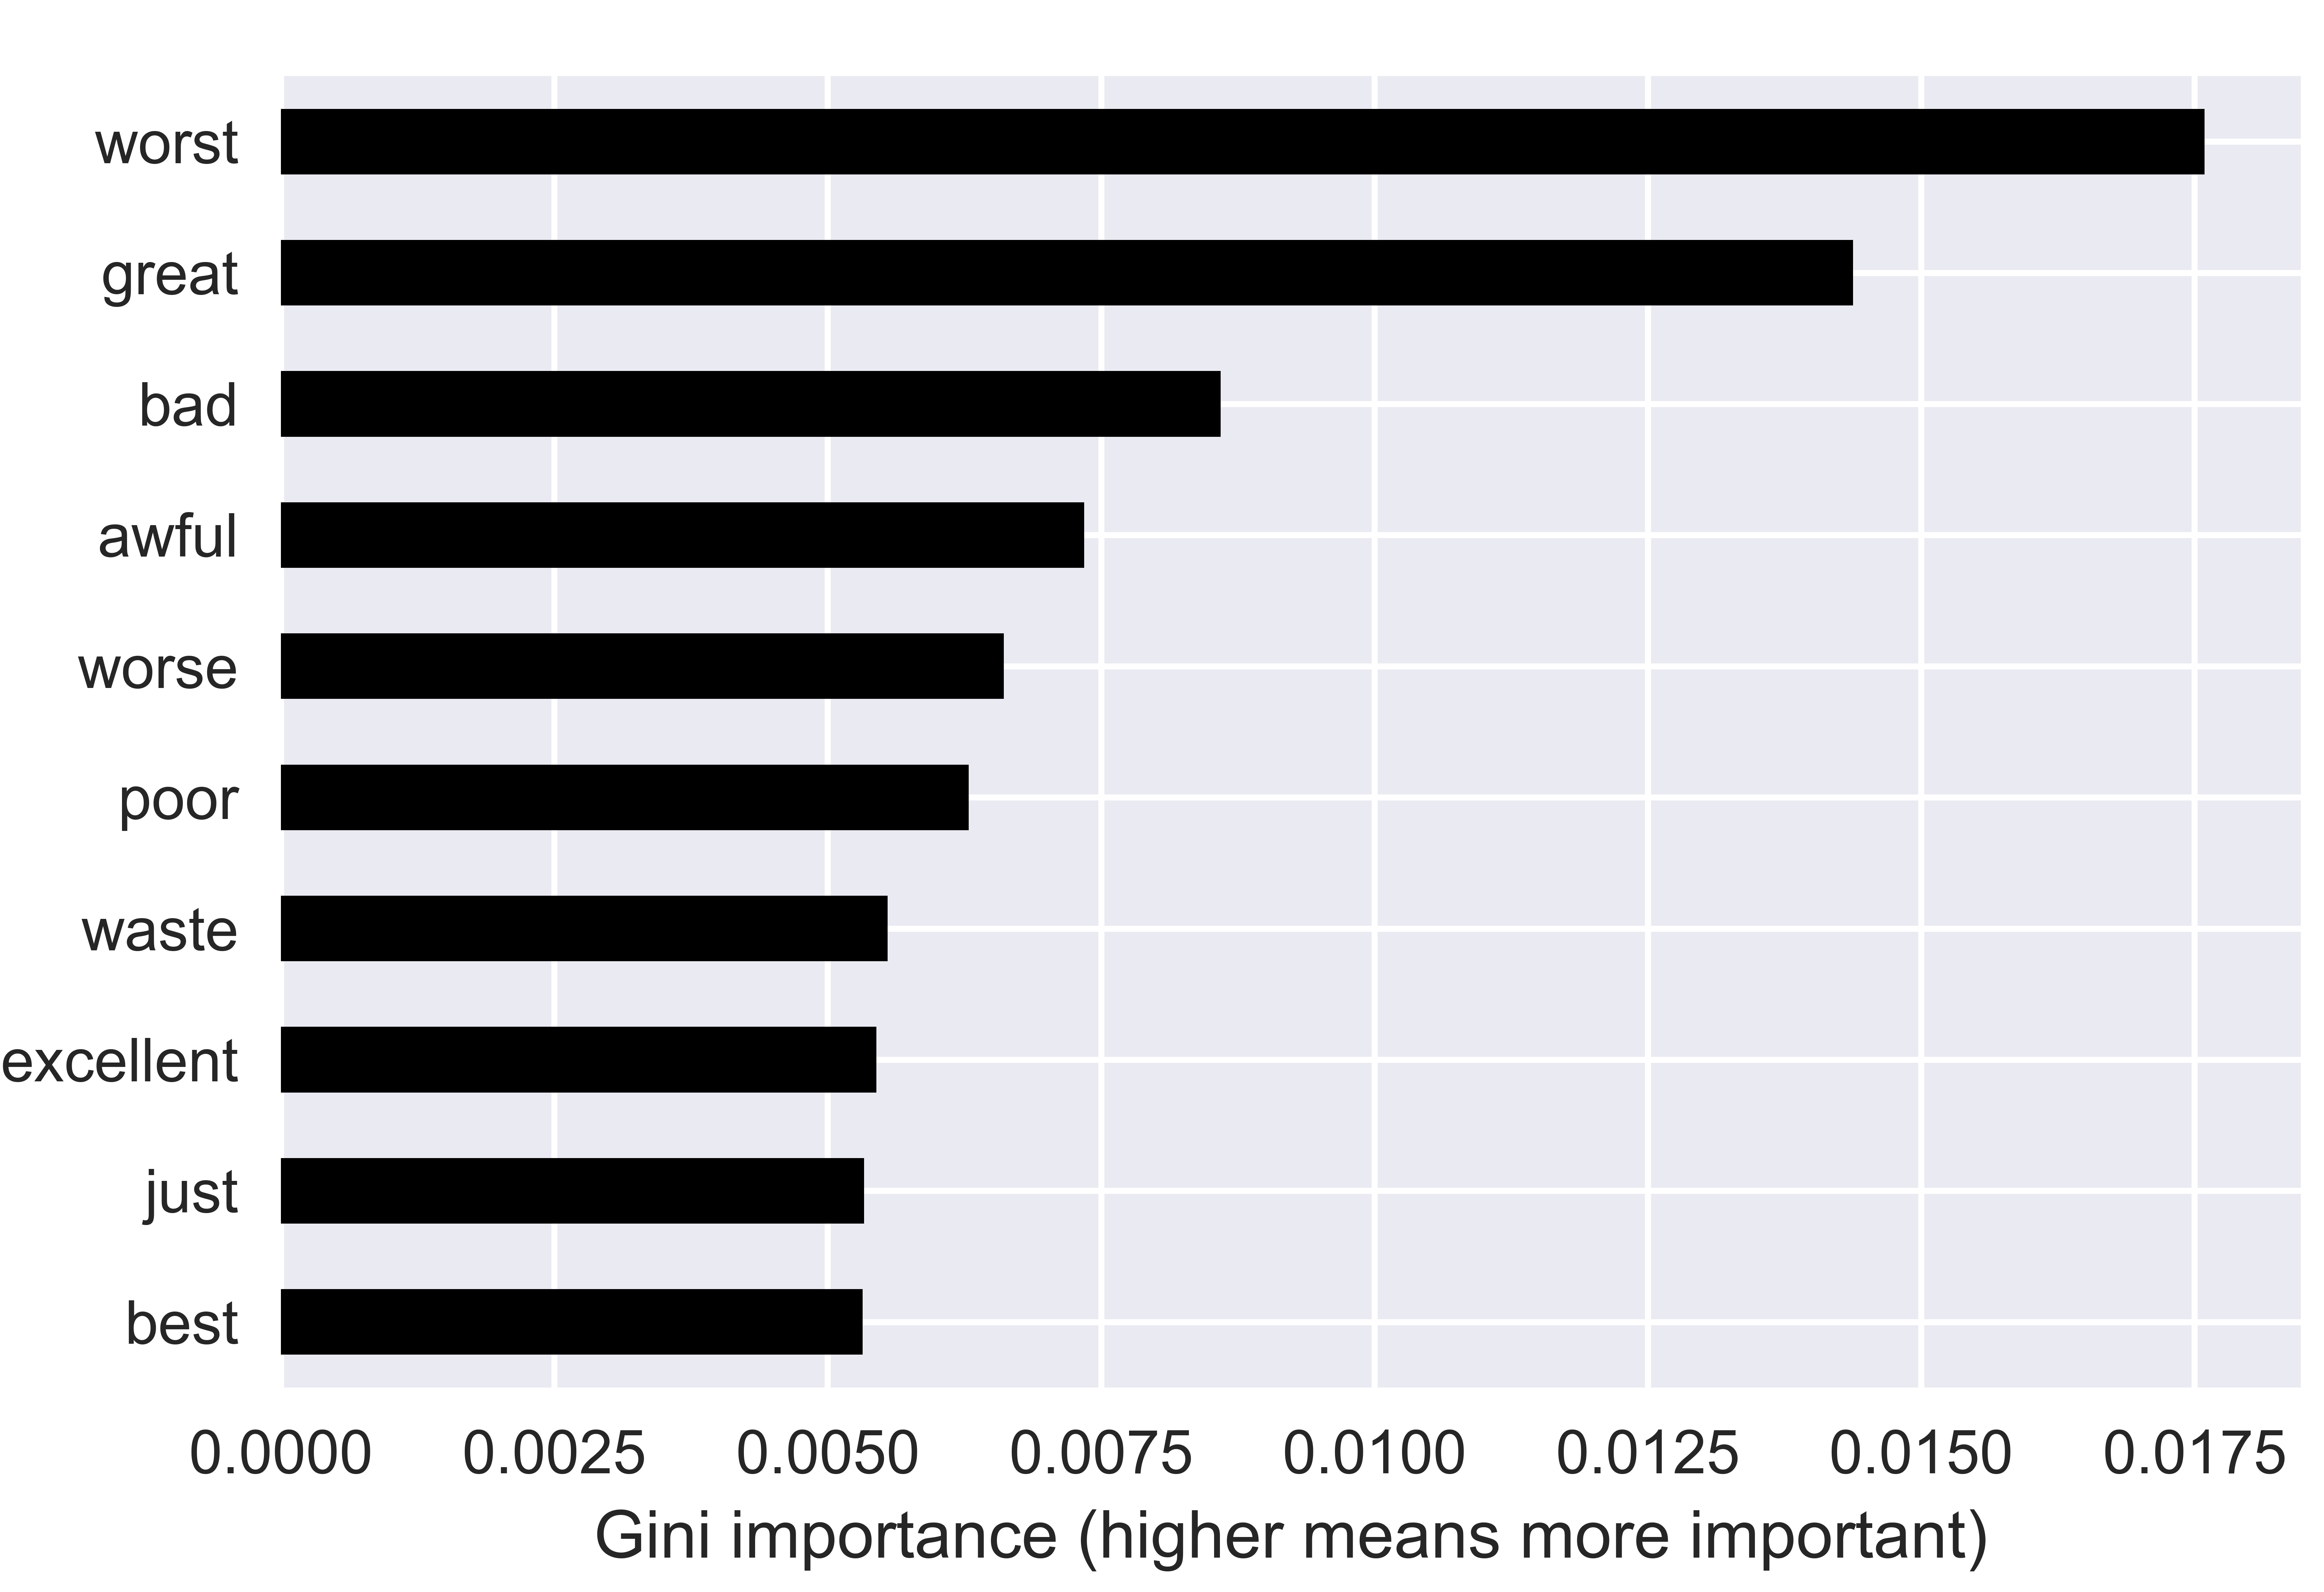 worst
great
bad
awful
worse
poor
waste
excellent
just
best
0.0000 0.0025 0.0050 0.0075 0.0100 0.0125 0.0150 0.0175
Gini importance (higher means more important)